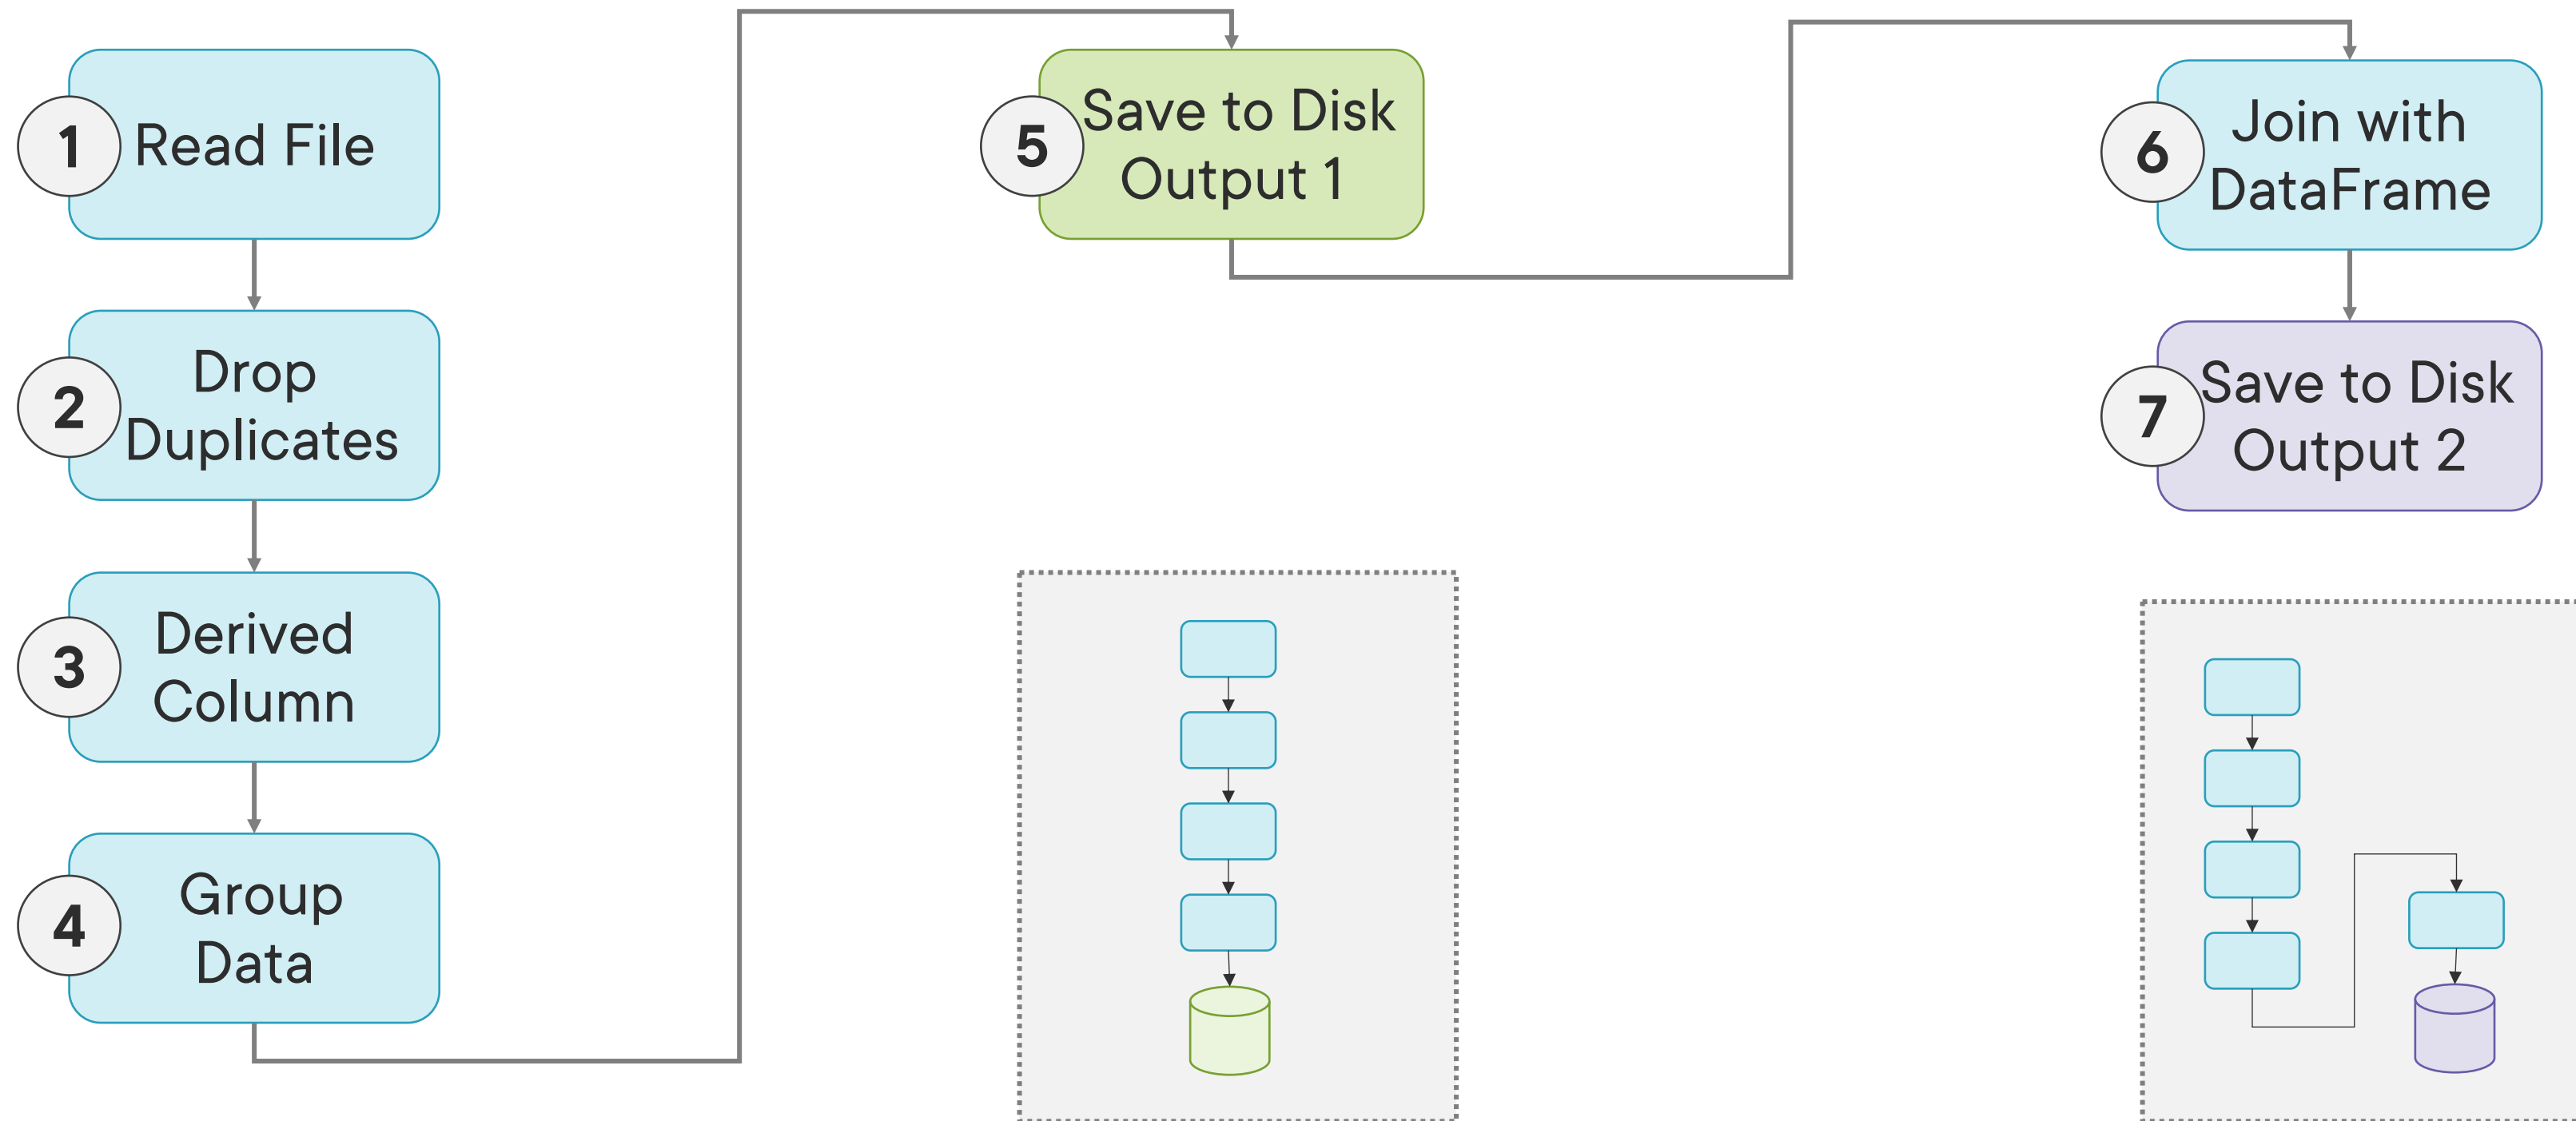 1
Read File
2
Drop
Duplicates
3
Derived
Column
4
Group
Data
5
Save to Disk
Output 1
6
Join with
DataFrame
7
Save to Disk
Output 2